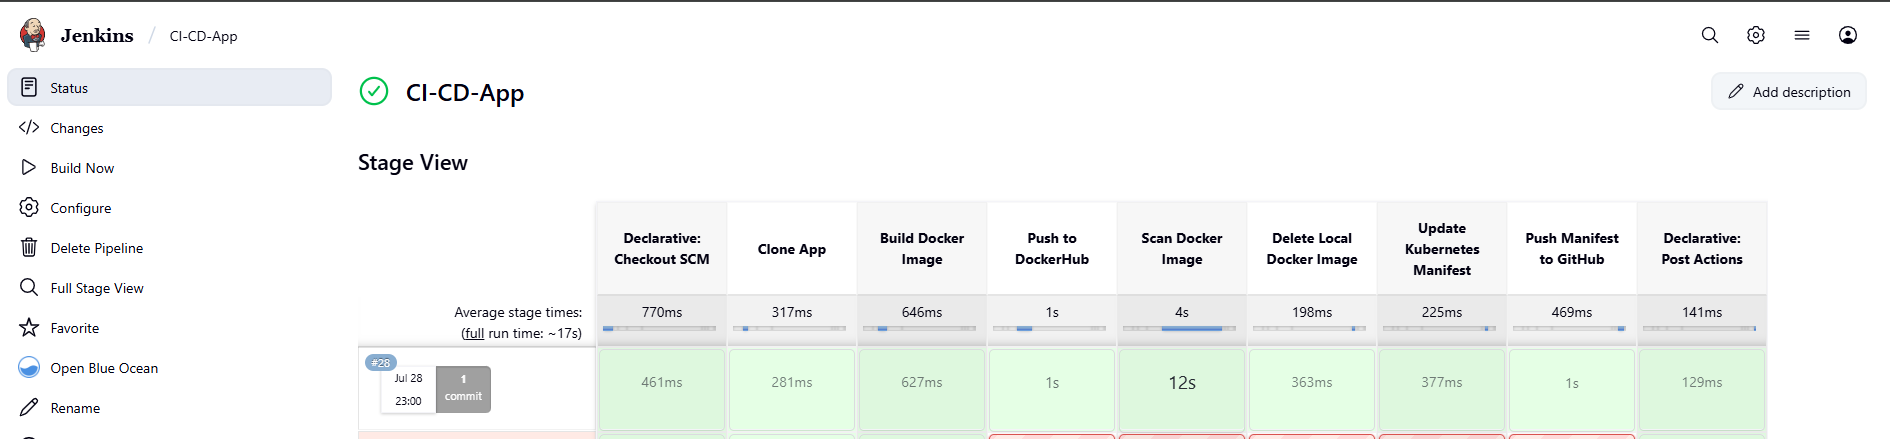 Jenkins / CI-CD-App
Status
Changes
Build Now
Configure
Delete Pipeline
Full Stage View
Favorite
Open Blue Ocean
Rename
CI-CD-App
Add description
Stage View
Declarative:
Checkout SCM
Clone App
Build Docker
Image
Push to
DockerHub
Scan Docker
Image
Delete Local
Docker Image
Update
Kubernetes
Manifest
Push Manifest
to GitHub
Declarative:
Post Actions
Average stage times:
(full run time: ~17s)
770ms
317ms
646ms
1s
4s
198ms
225ms
469ms
141ms
#28
Jul 28
23:00
1
commit
461ms
281ms
627ms
1s
12s
363ms
377ms
1s
129ms